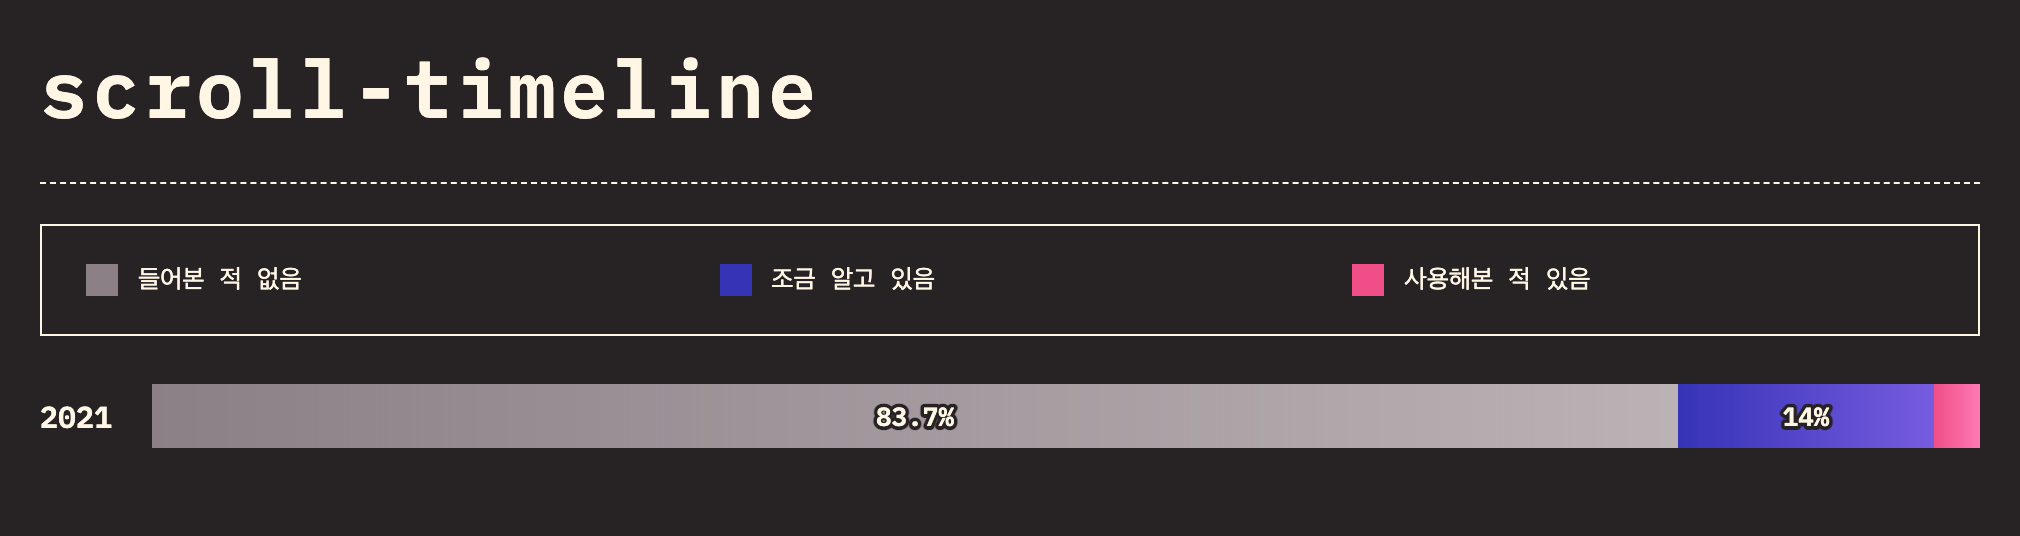 scroll-timeline
들어본 적 없음 조금 알고 있음 사용해본 적 있음
2021 83.7% 14%